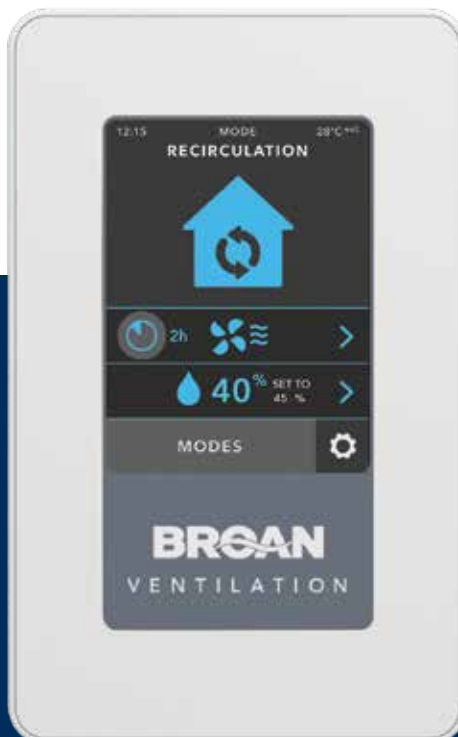 12:15 MODE 28°C
RECIRCULATION
2h
40% SET TO
45 %
MODES
BROAN
VENTILATION